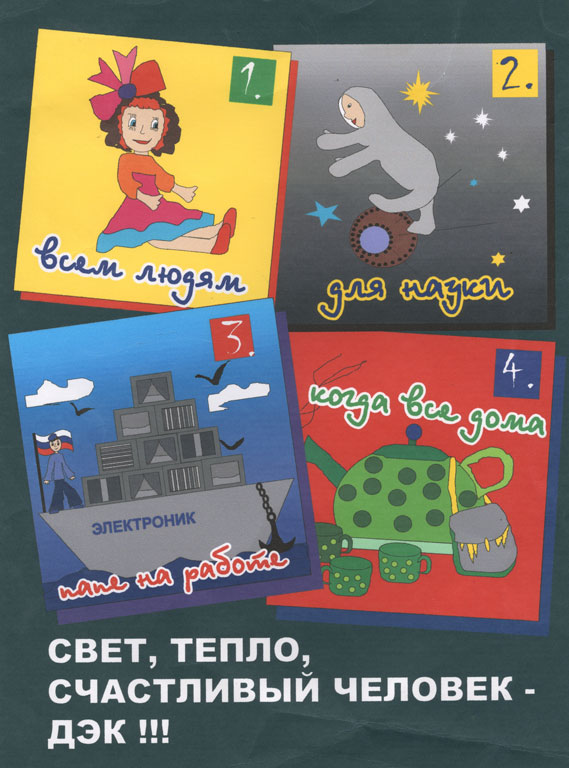 1.
всем людям
2.
для науки
3.
ЭЛЕКТРОНИК
папе на работе
4.
когда все дома
СВЕТ, ТЕПЛО,
СЧАСТЛИВЫЙ ЧЕЛОВЕК -
ДЭК !!!